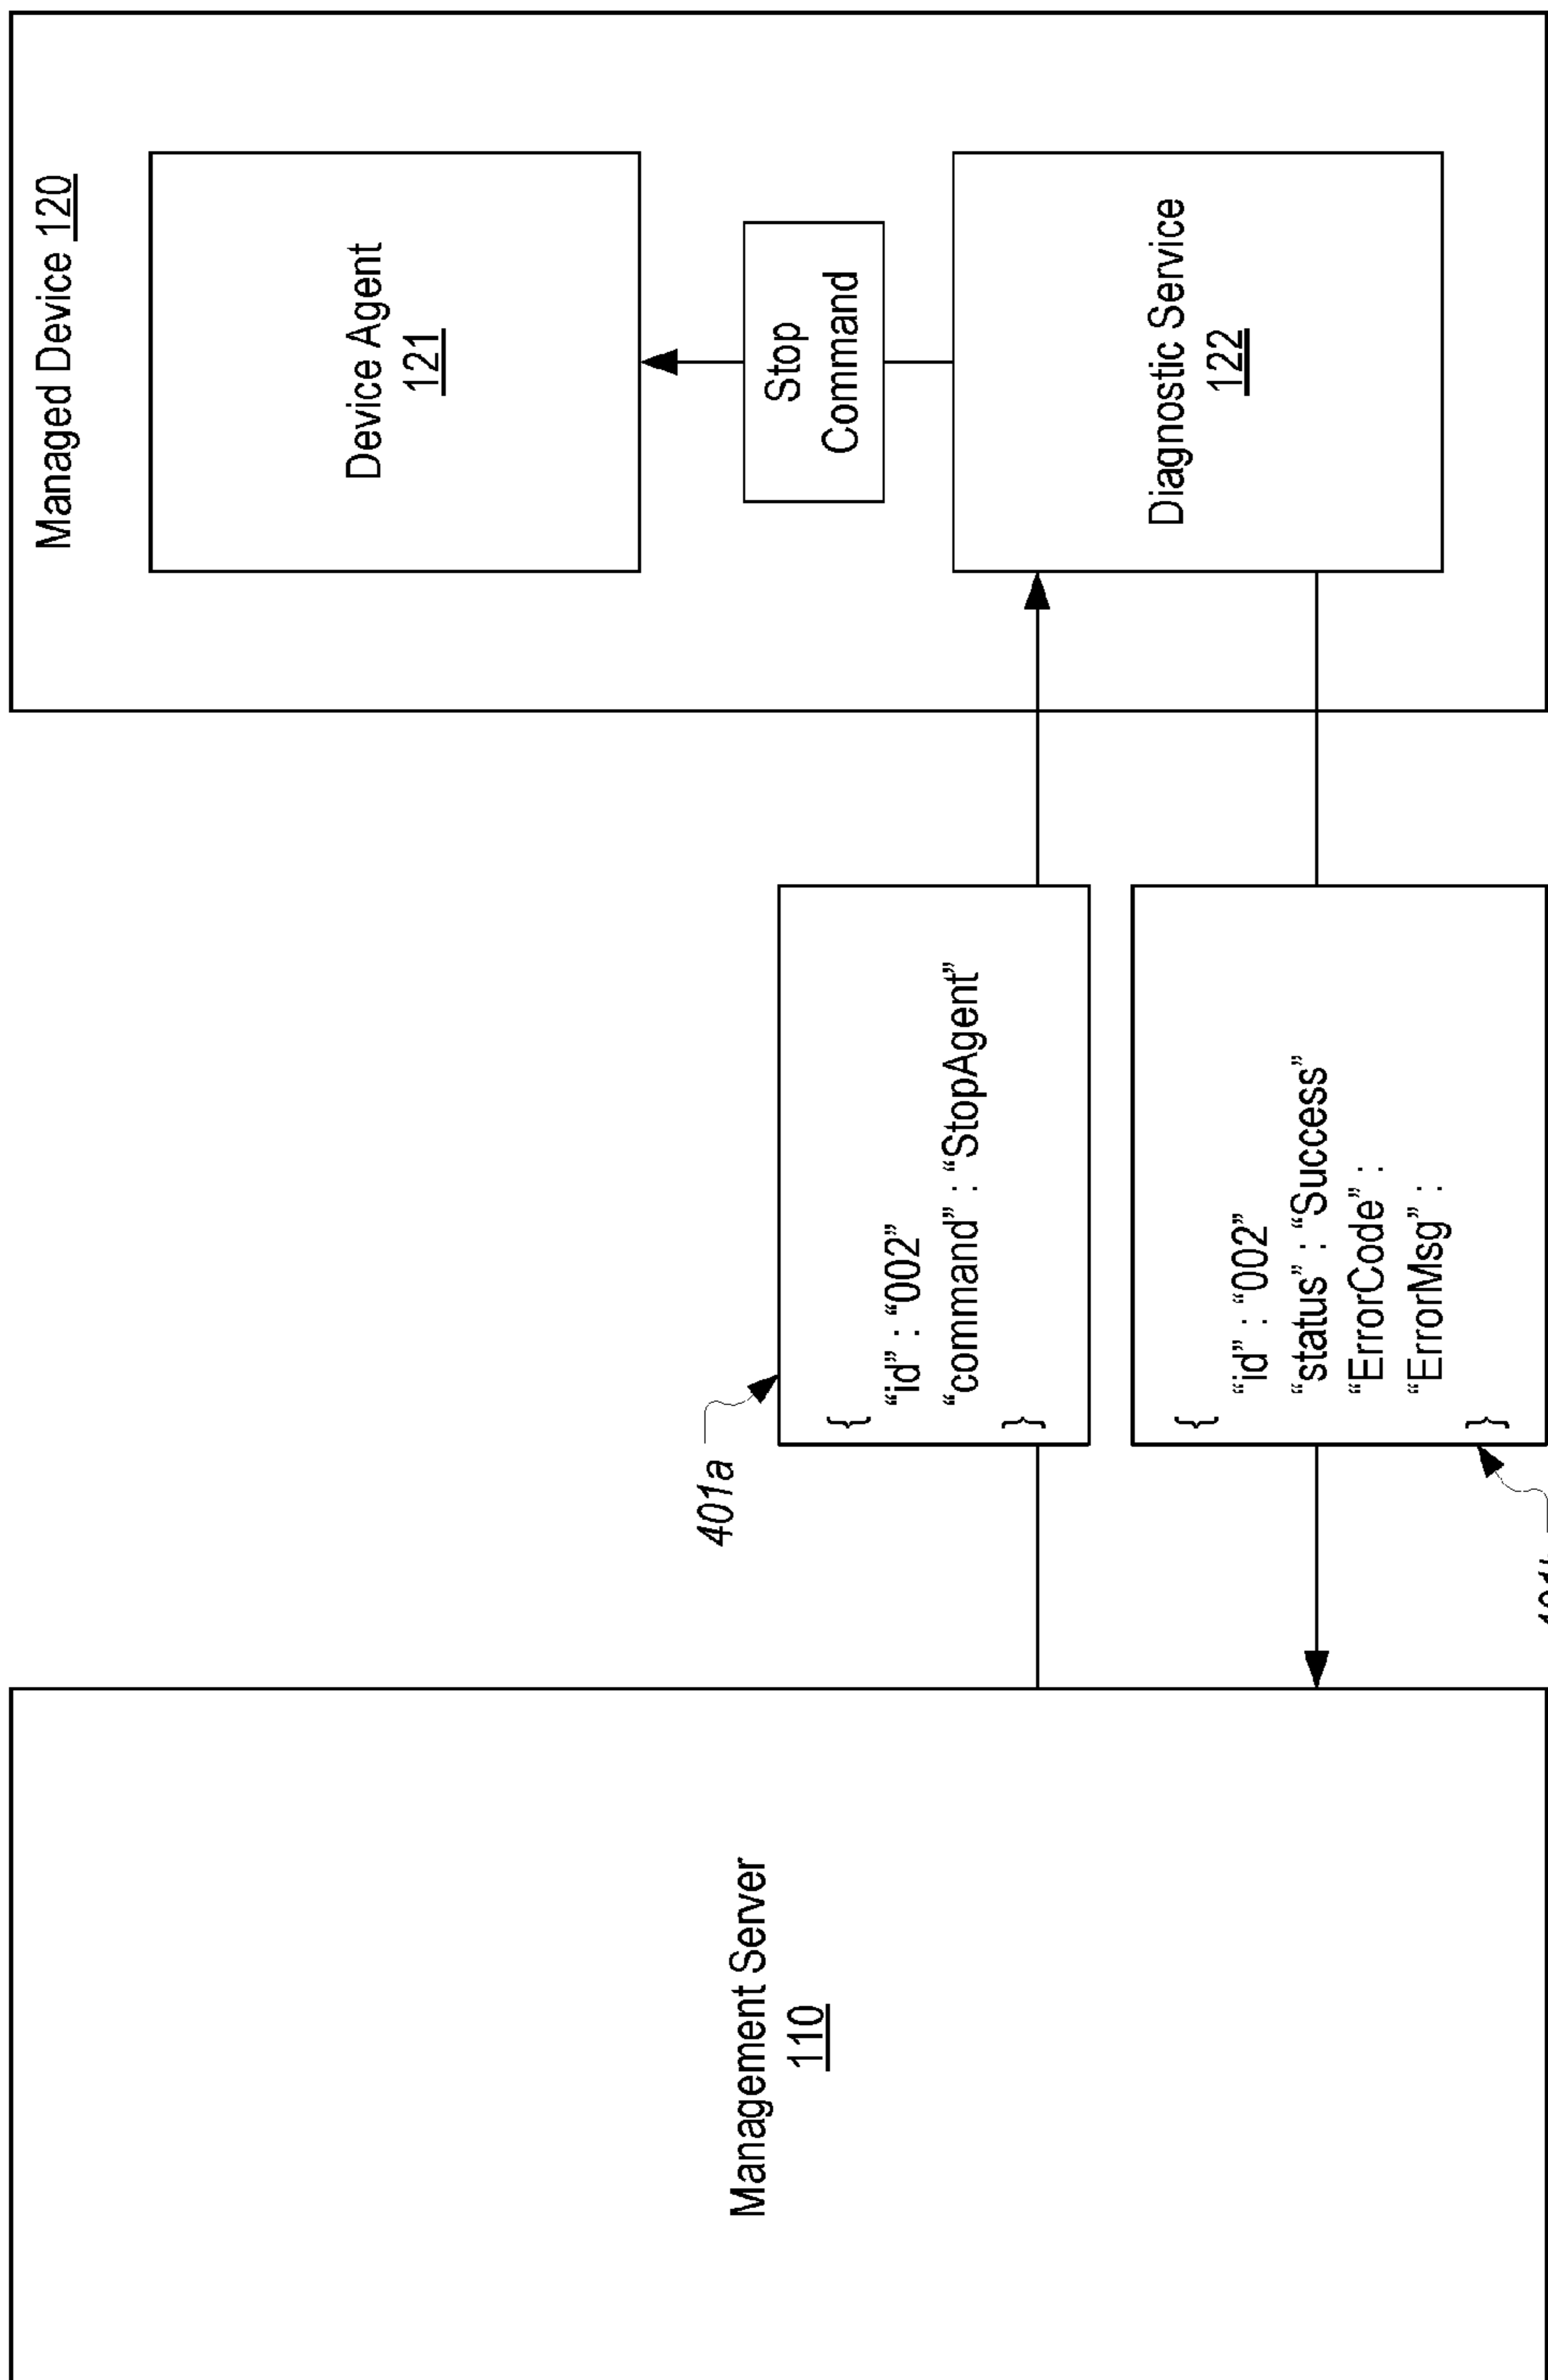 Management Server
110
401a
{
“id” : “002”
“command” : “StopAgent”
}
{
“id” : “002”
“status” : “Success”
“ErrorCode” :
“ErrorMsg” :
}
Managed Device 120
Device Agent
121
Stop
Command
Diagnostic Service
122